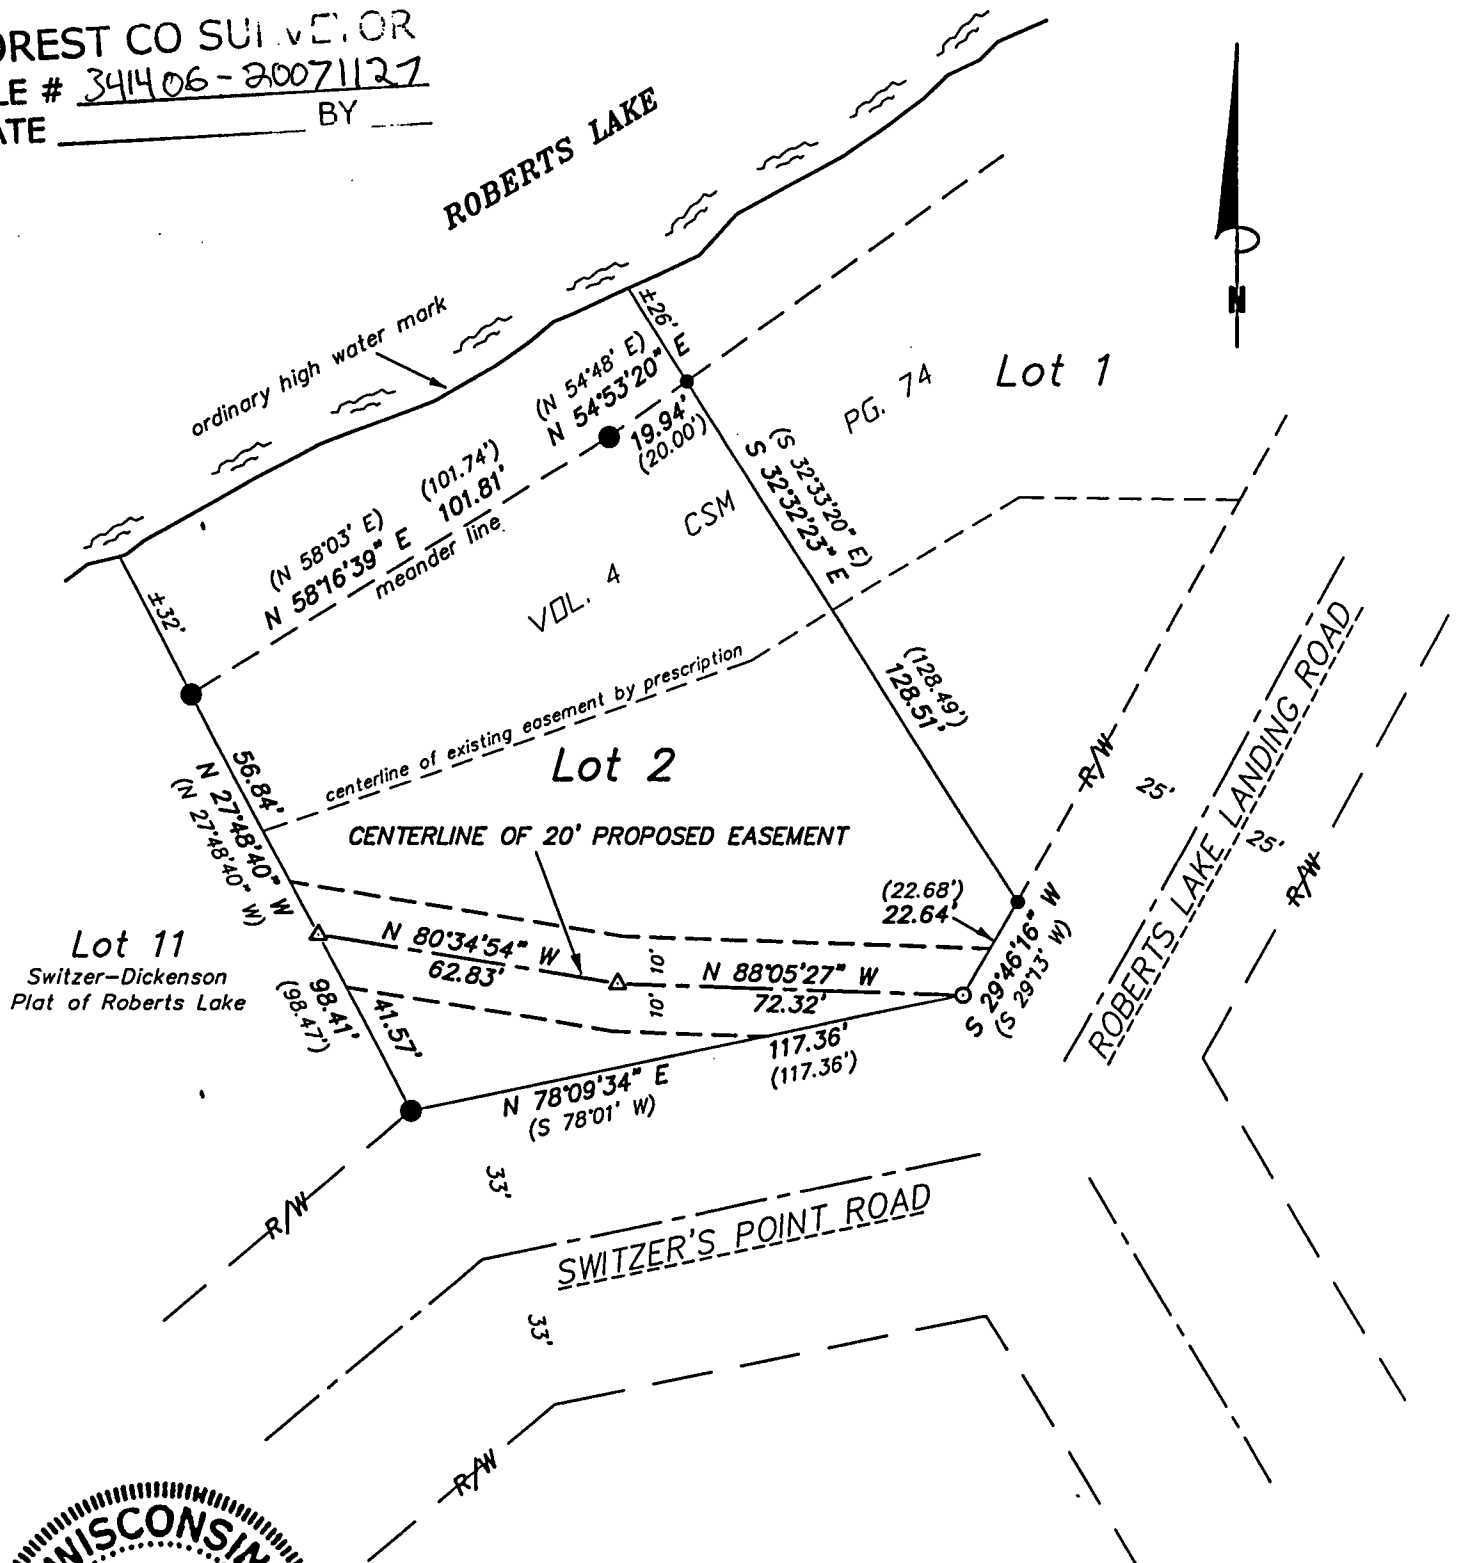 OREST CO SURVEYOR
LE # 341406-20071127
ATE BY
ROBERTS LAKE
N
ordinary high water mark
±26'
(N 54°48' E)
N 54°53'20" E
19.94'
(20.00')
PG. 74
Lot 1
(101.74')
101.81'
(N 58°03' E)
N 58°16'39" E
meander line
CSM
VOL. 4
(S 32°33'20" E)
S 32°32'23" E
±32'
(128.49')
128.51'
centerline of existing easement by prescription
Lot 2
56.84'
N 27°48'40" W
(N 27°48'40" W)
CENTERLINE OF 20' PROPOSED EASEMENT
R/W
25'
ROBERTS LAKE LANDING ROAD
25'
R/W
(22.68')
22.64'
S 29°46'16" W
(S 29°13' W)
Lot 11
Switzer-Dickenson
Plat of Roberts Lake
N 80°34'54" W
62.83'
10'
10'
N 88°05'27" W
72.32'
98.41'
(98.47')
41.57'
117.36'
(117.36')
N 78°09'34" E
(S 78°01' W)
R/W
33'
SWITZER'S POINT ROAD
33'
R/W
WISCONSIN